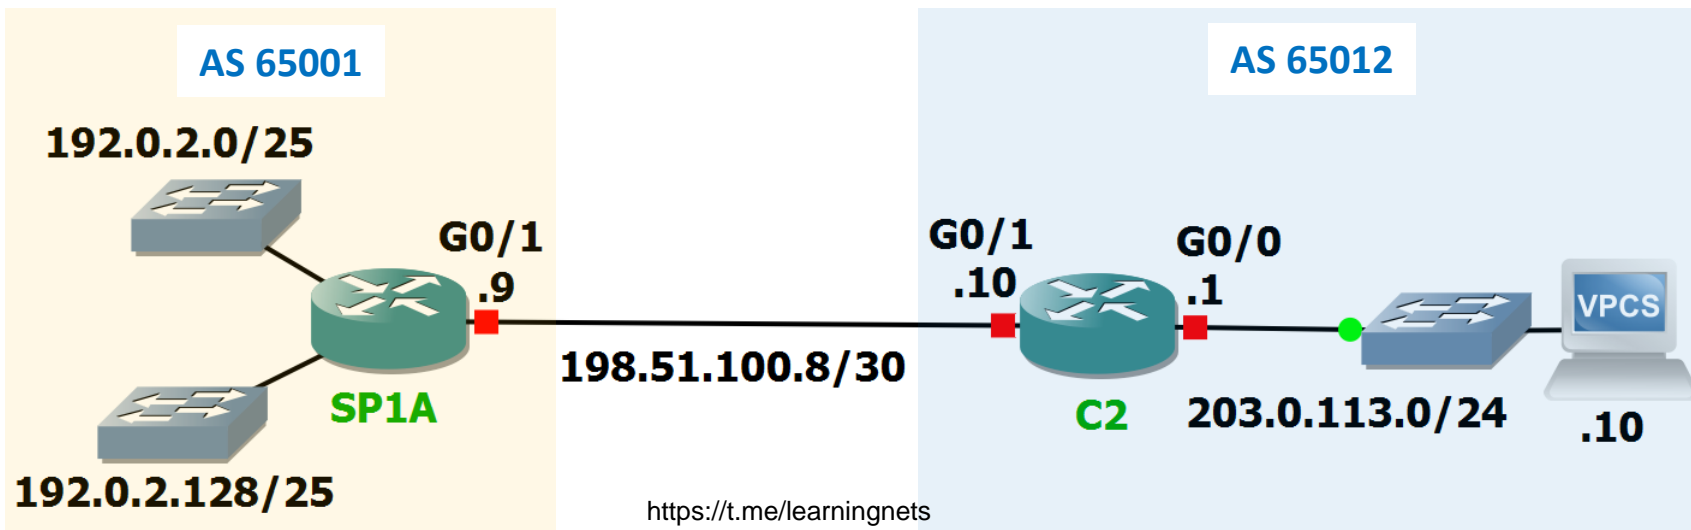 AS 65001
AS 65012
192.0.2.0/25
G0/1
.9
G0/1
.10
G0/0
.1
VPCS
198.51.100.8/30
SP1A
C2
203.0.113.0/24
.10
192.0.2.128/25
https://t.me/learningnets